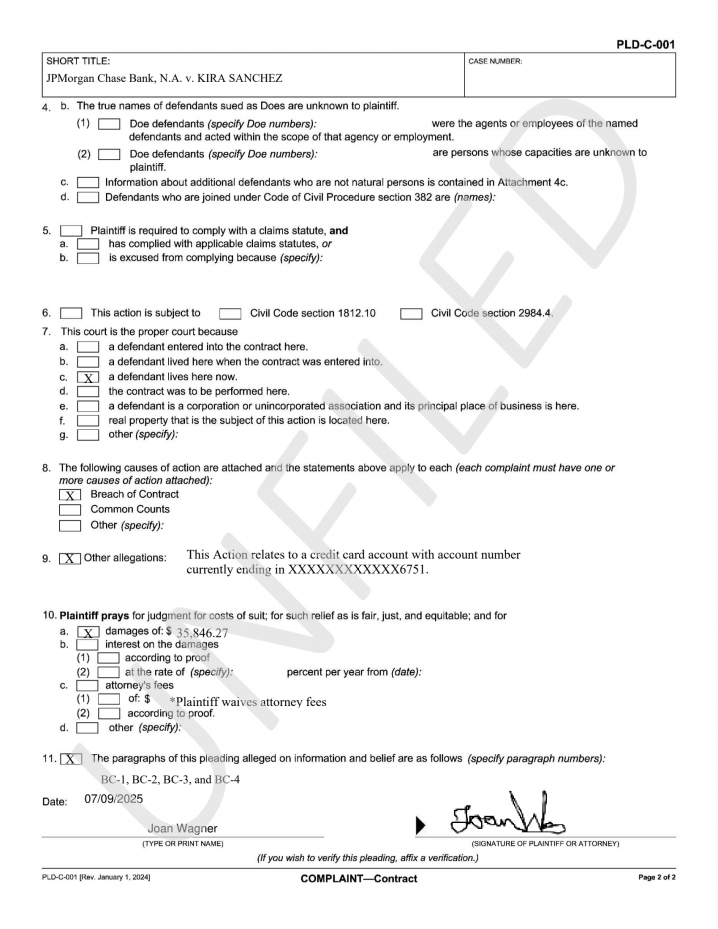 PLD-C-001
SHORT TITLE:
JPMorgan Chase Bank, N.A. v. KIRA SANCHEZ
CASE NUMBER:
4. b. The true names of defendants sued as Does are unknown to plaintiff.
(1) Doe defendants (specify Doe numbers): were the agents or employees of the named
defendants and acted within the scope of that agency or employment.
(2) Doe defendants (specify Doe numbers): are persons whose capacities are unknown to
plaintiff.
c. Information about additional defendants who are not natural persons is contained in Attachment 4c.
d. Defendants who are joined under Code of Civil Procedure section 382 are (names):
5. Plaintiff is required to comply with a claims statute, and
a. has complied with applicable claims statutes, or
b. is excused from complying because (specify):
6. This action is subject to Civil Code section 1812.10 Civil Code section 2984.4.
7. This court is the proper court because
a. a defendant entered into the contract here.
b. a defendant lived here when the contract was entered into.
c. X a defendant lives here now.
d. the contract was to be performed here.
e. a defendant is a corporation or unincorporated association and its principal place of business is here.
f. real property that is the subject of this action is located here.
g. other (specify):
8. The following causes of action are attached and the statements above apply to each (each complaint must have one or
more causes of action attached):
X Breach of Contract
Common Counts
Other (specify):
9. X Other allegations: This Action relates to a credit card account with account number
currently ending in XXXXXXXXXXXX6751.
10. Plaintiff prays for judgment for costs of suit; for such relief as is fair, just, and equitable; and for
a. X damages of: $ 35,846.27
b. interest on the damages
(1) according to proof
(2) at the rate of (specify): percent per year from (date):
c. attorney's fees
(1) of: $ *Plaintiff waives attorney fees
(2) according to proof.
d. other (specify):
11. X The paragraphs of this pleading alleged on information and belief are as follows (specify paragraph numbers):
BC-1, BC-2, BC-3, and BC-4
Date: 07/09/2025
Joan Wagner
Joan Wa
(TYPE OR PRINT NAME) (SIGNATURE OF PLAINTIFF OR ATTORNEY)
(If you wish to verify this pleading, affix a verification.)
PLD-C-001 [Rev. January 1, 2024] COMPLAINT—Contract Page 2 of 2
UNFILED